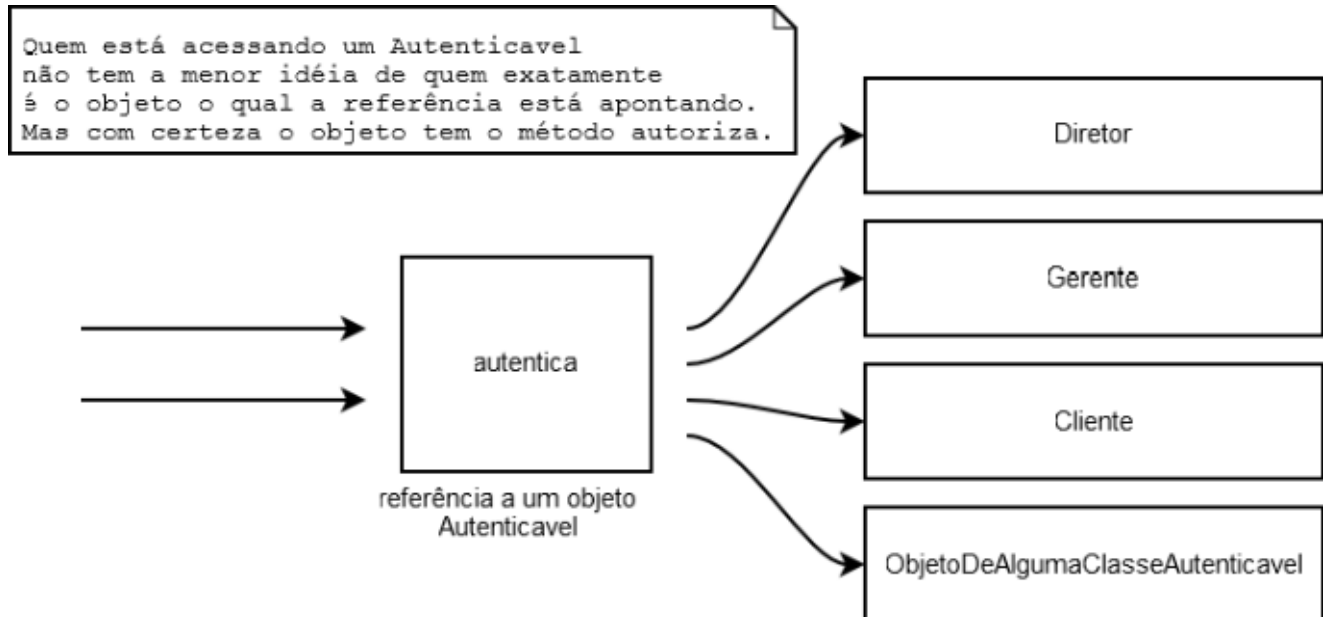 Quem está acessando um Autenticavel
não tem a menor idéia de quem exatamente
é o objeto o qual a referência está apontando.
Mas com certeza o objeto tem o método autoriza.
Diretor
Gerente
autentica
Cliente
referência a um objeto
Autenticavel
ObjetoDeAlgumaClasseAutenticavel